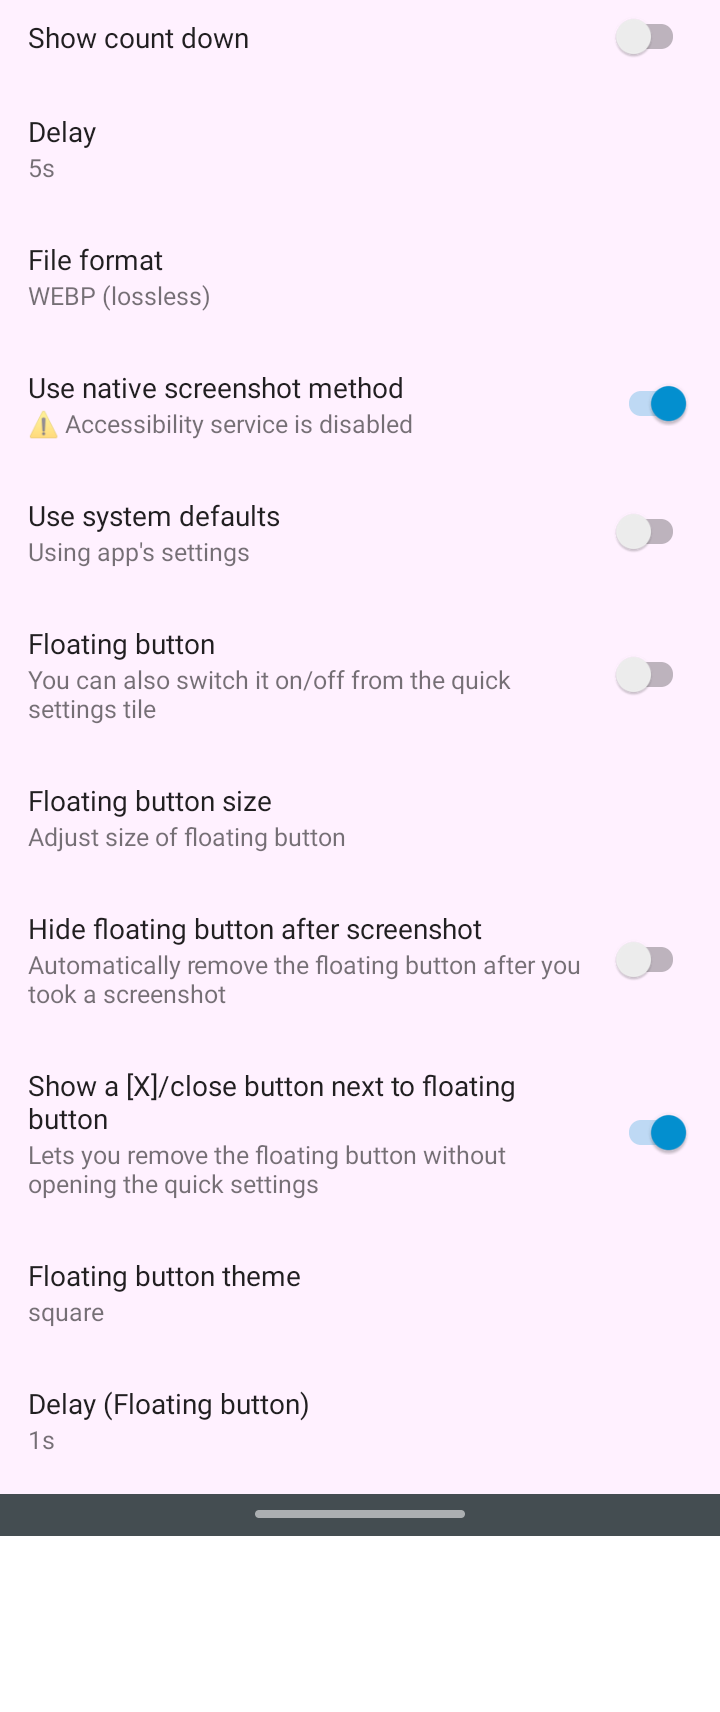 Show count down
Delay
5s
File format
WEBP (lossless)
Use native screenshot method
⚠️ Accessibility service is disabled
Use system defaults
Using app's settings
Floating button
You can also switch it on/off from the quick
settings tile
Floating button size
Adjust size of floating button
Hide floating button after screenshot
Automatically remove the floating button after you
took a screenshot
Show a [X]/close button next to floating
button
Lets you remove the floating button without
opening the quick settings
Floating button theme
square
Delay (Floating button)
1s